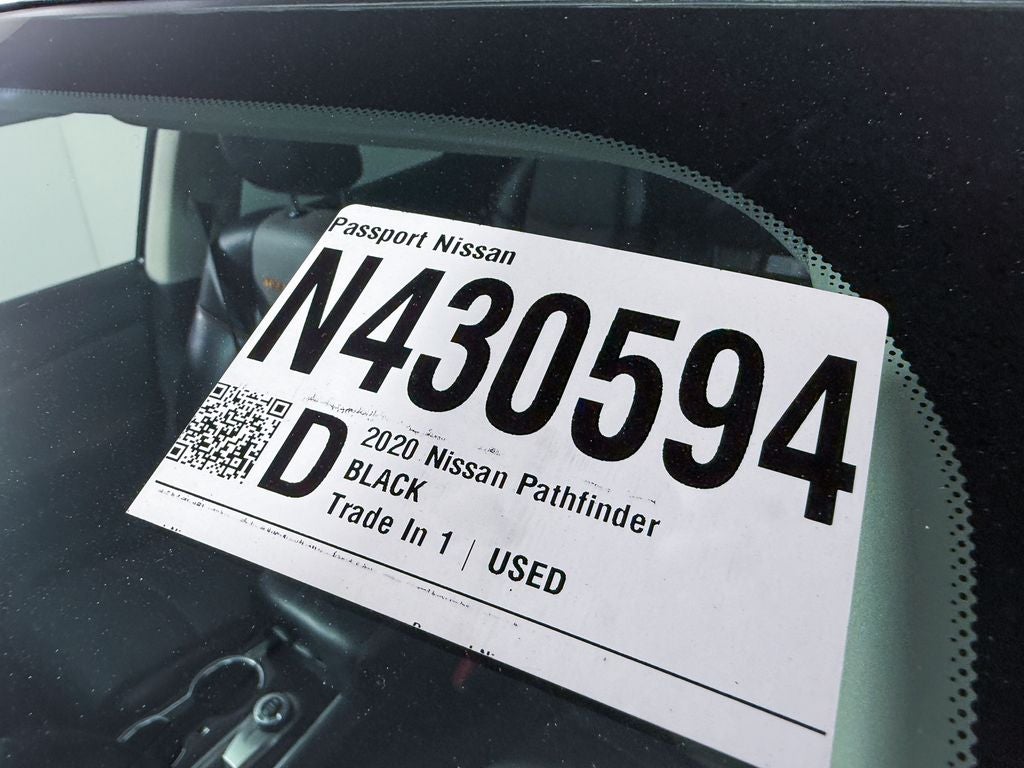 Passport Nissan
N430594
D
2020 Nissan Pathfinder
BLACK
Trade In 1 | USED